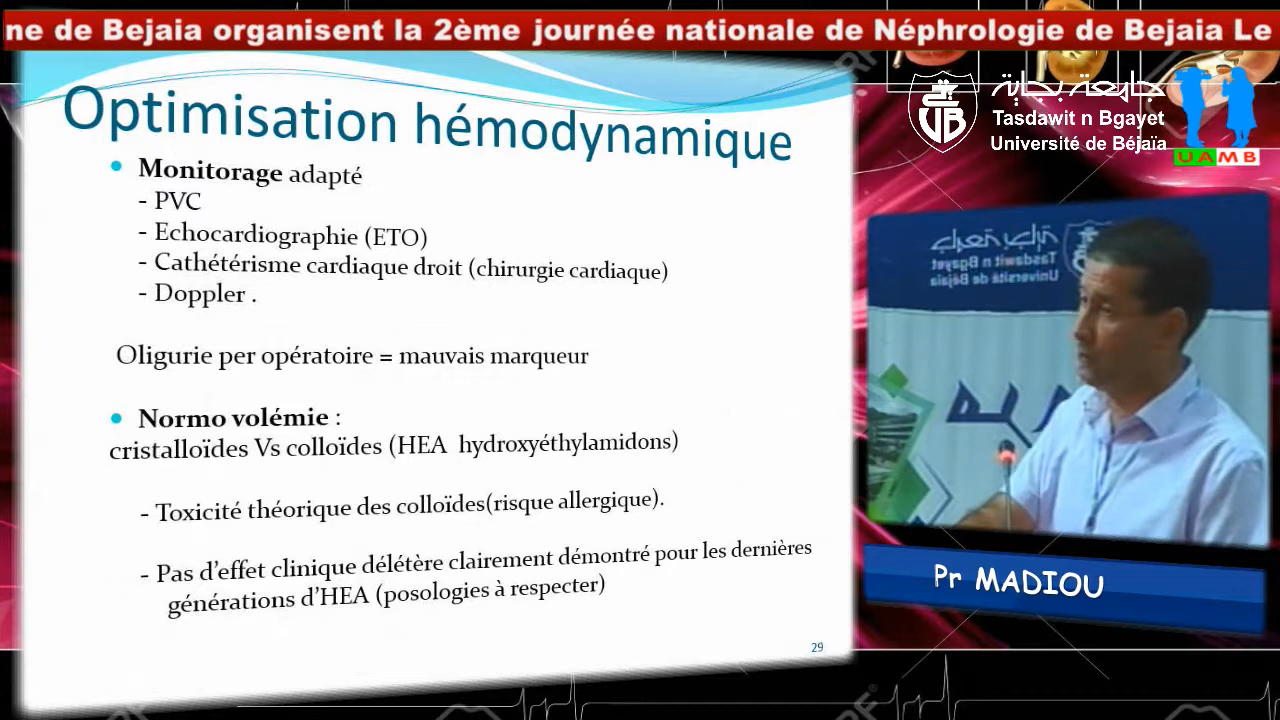 ne de Bejaia organisent la 2ème journée nationale de Néphrologie de Bejaia Le
Optimisation hémodynamique
• Monitorage adapté
- PVC
- Echocardiographie (ETO)
- Cathétérisme cardiaque droit (chirurgie cardiaque)
- Doppler .
Oligurie per opératoire = mauvais marqueur
• Normo volémie :
cristalloïdes Vs colloïdes (HEA hydroxyéthylamidons)
- Toxicité théorique des colloïdes(risque allergique).
- Pas d’effet clinique délétère clairement démontré pour les dernières
générations d’HEA (posologies à respecter)
29
جامعة بجاية
Tasdawit n Bgayet
Université de Béjaïa
UAMB
Tasdawit n Bgayet
Université de Béjaïa
Pr MADIOU